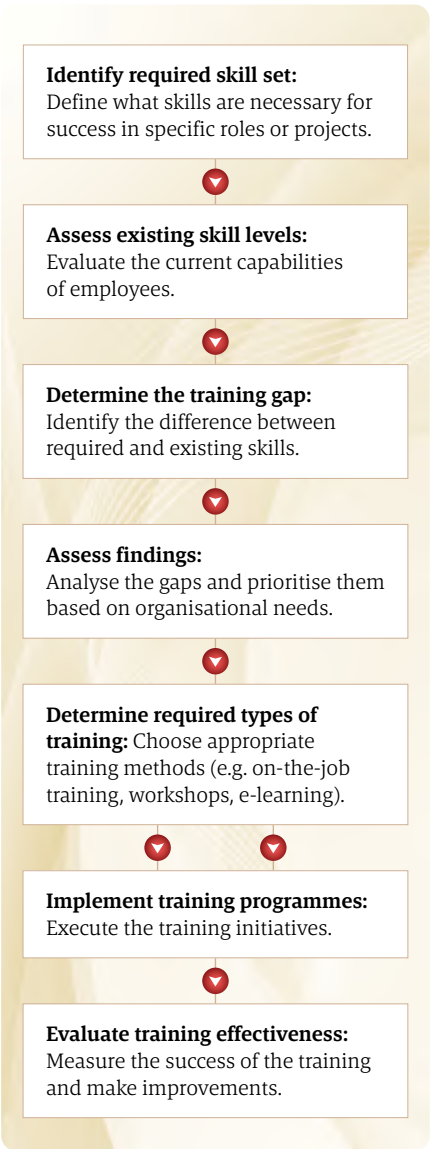 Identify required skill set:
Define what skills are necessary for
success in specific roles or projects.
Assess existing skill levels:
Evaluate the current capabilities
of employees.
Determine the training gap:
Identify the difference between
required and existing skills.
Assess findings:
Analyse the gaps and prioritise them
based on organisational needs.
Determine required types of
training: Choose appropriate
training methods (e.g. on-the-job
training, workshops, e-learning).
Implement training programmes:
Execute the training initiatives.
Evaluate training effectiveness:
Measure the success of the training
and make improvements.